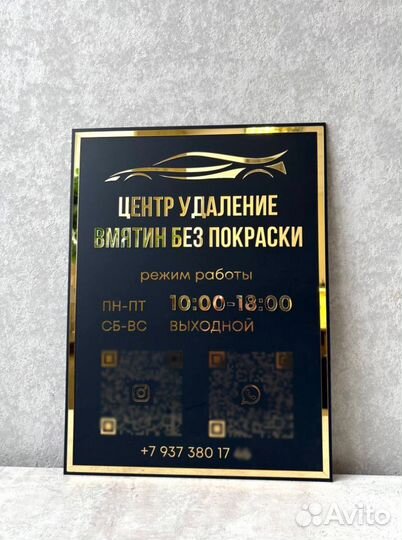 ЦЕНТР УДАЛЕНИЕ
ВМЯТИН БЕЗ ПОКРАСКИ
режим работы
ПН-ПТ 10:00-18:00
СБ-ВС ВЫХОДНОЙ
+7 937 380 17
Avito